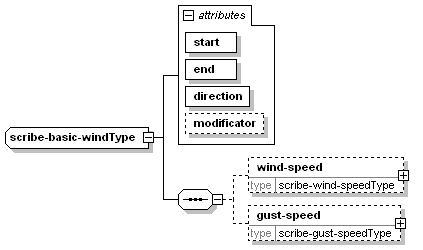 attributes
start
end
direction
modificator
scribe-basic-windType
wind-speed
type scribe-wind-speedType
gust-speed
type scribe-gust-speedType